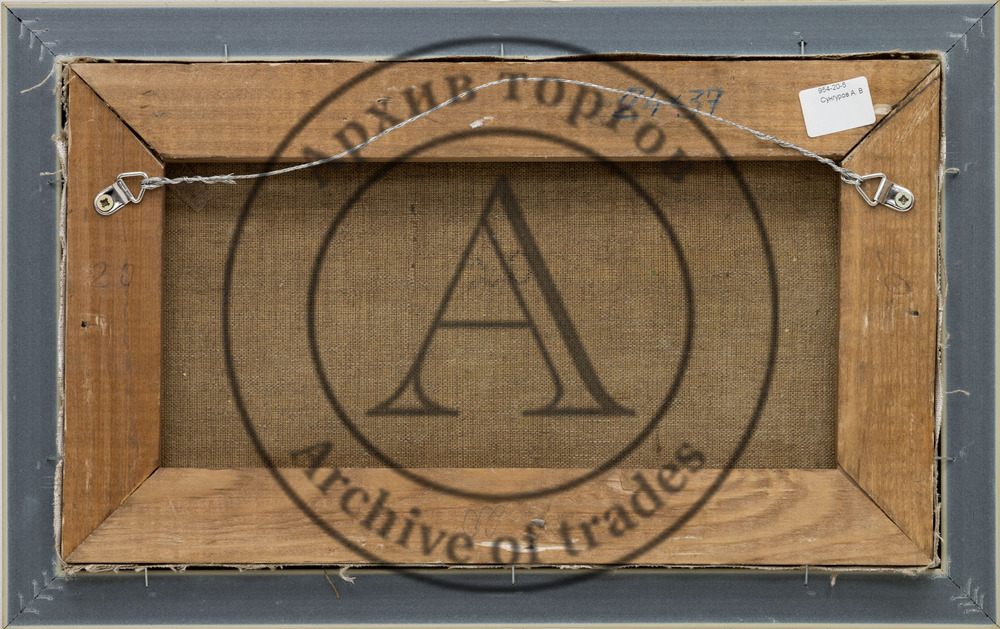 Архив торгов
24-37
954-20-5
Сунгуров А. В
20
A
Archive of trades